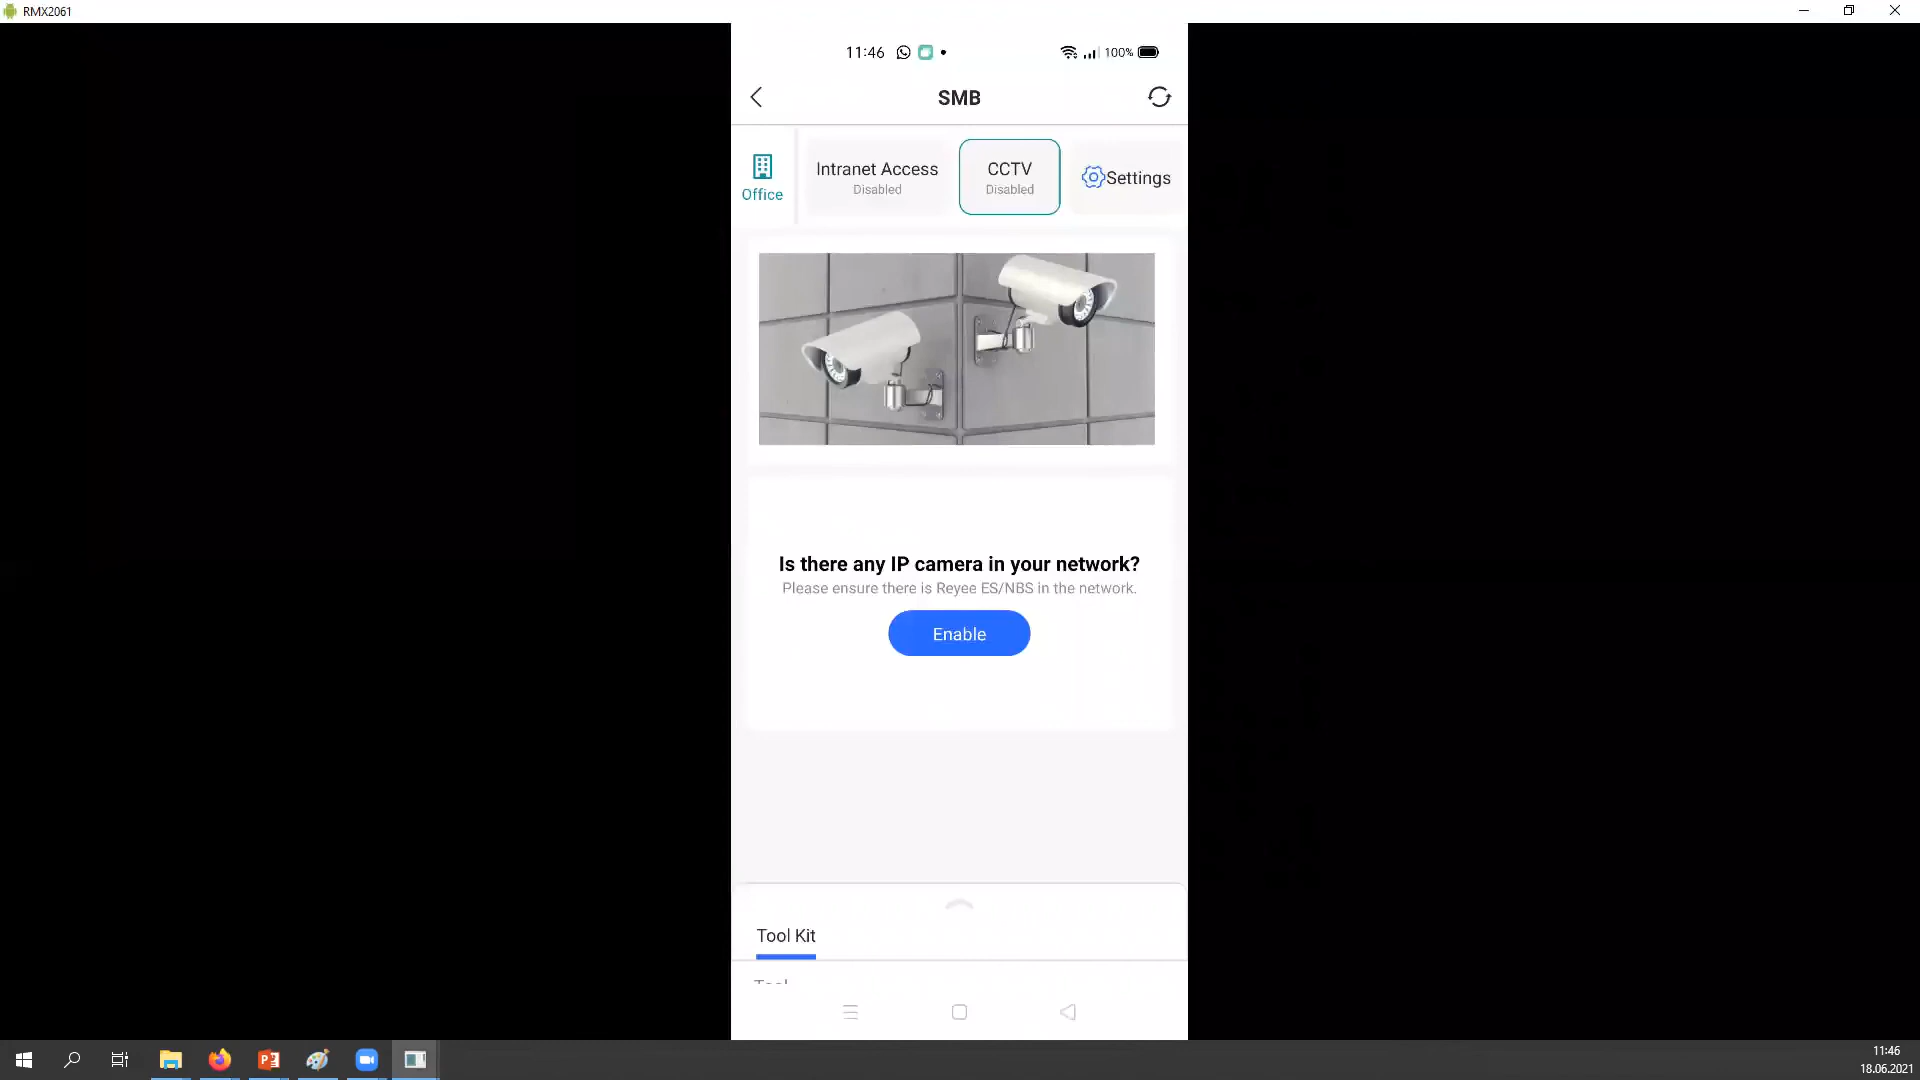 RMX2061
11:46
100%
SMB
Office
Intranet Access
Disabled
CCTV
Disabled
Settings
Is there any IP camera in your network?
Please ensure there is Reyee ES/NBS in the network.
Enable
Tool Kit
11:46
18.06.2021